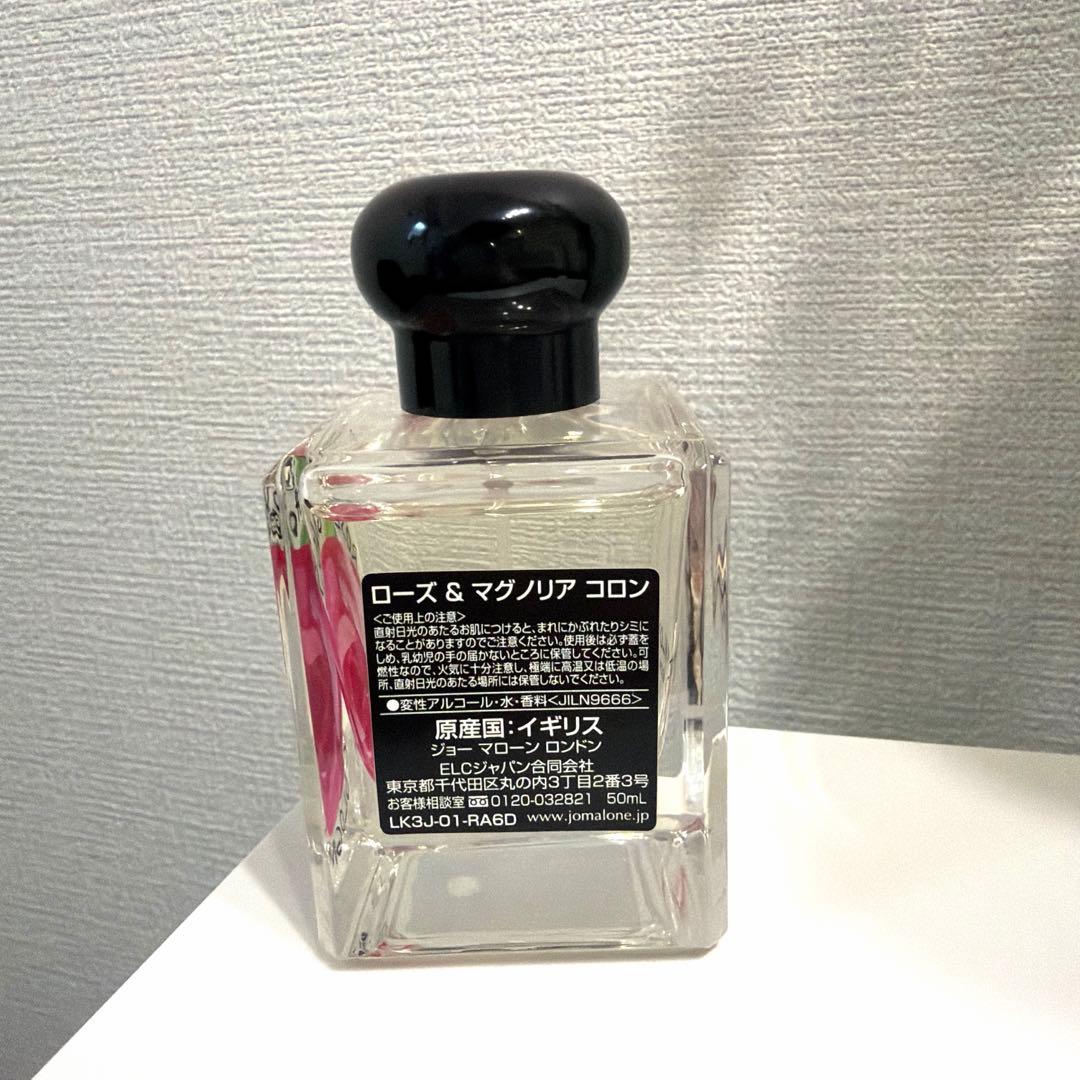 ローズ & マグノリア コロン
<ご使用上の注意>
直射日光のあたるお肌につけると、まれにかぶれたりシミに
なることがありますのでご注意ください。使用後は必ず蓋を
しめ、乳幼児の手の届かないところに保管してください。可
燃性なので、火気に十分注意し、極端に高温又は低温の場
所、直射日光のあたる場所には保管しないでください。
●変性アルコール・水・香料<JILN9666>
原産国:イギリス
ジョー マローン ロンドン
ELCジャパン合同会社
東京都千代田区丸の内3丁目2番3号
お客様相談室 0120-032821 50mL
LK3J-01-RA6D www.jomalone.jp